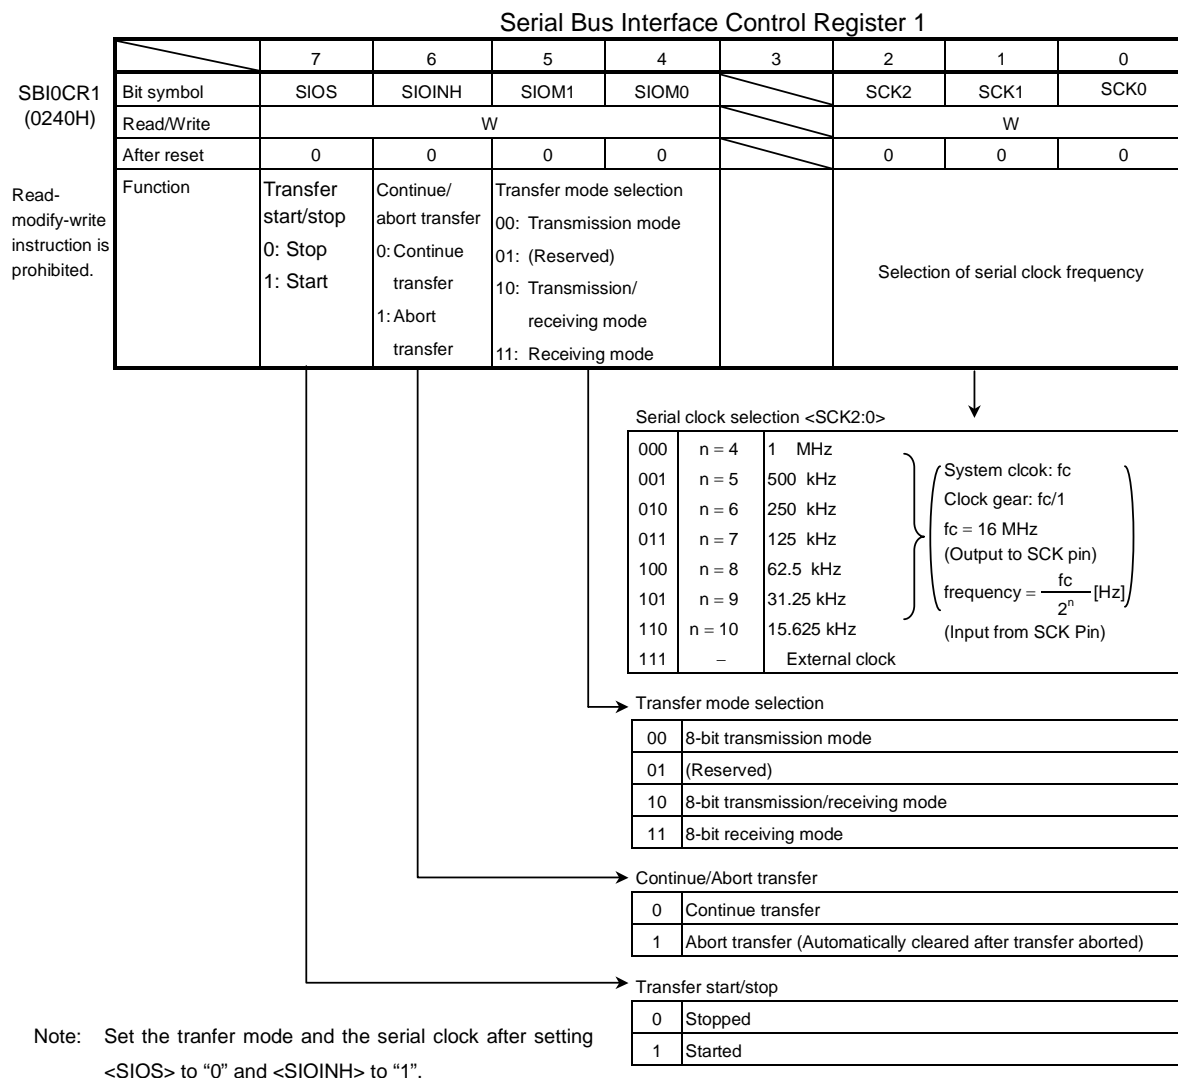 Serial Bus Interface Control Register 1
7 6 5 4 3 2 1 0
SBI0CR1
(0240H)
Bit symbol SIOS SIOINH SIOM1 SIOM0 SCK2 SCK1 SCK0
Read/Write W W
After reset 0 0 0 0 0 0 0
Read-
modify-write
instruction is
prohibited.
Function
Transfer
start/stop
0: Stop
1: Start
Continue/
abort transfer
0: Continue
transfer
1: Abort
transfer
Transfer mode selection
00: Transmission mode
01: (Reserved)
10: Transmission/
receiving mode
11: Receiving mode
Selection of serial clock frequency
Serial clock selection <SCK2:0>
000 n = 4 1 MHz
001 n = 5 500 kHz
010 n = 6 250 kHz
011 n = 7 125 kHz
100 n = 8 62.5 kHz
101 n = 9 31.25 kHz
110 n = 10 15.625 kHz
111 − External clock
System clcok: fc
Clock gear: fc/1
fc = 16 MHz
(Output to SCK pin)
frequency = fc / 2^n [Hz]
(Input from SCK Pin)
Transfer mode selection
00 8-bit transmission mode
01 (Reserved)
10 8-bit transmission/receiving mode
11 8-bit receiving mode
Continue/Abort transfer
0 Continue transfer
1 Abort transfer (Automatically cleared after transfer aborted)
Transfer start/stop
0 Stopped
1 Started
Note: Set the tranfer mode and the serial clock after setting
<SIOS> to “0” and <SIOINH> to “1”.